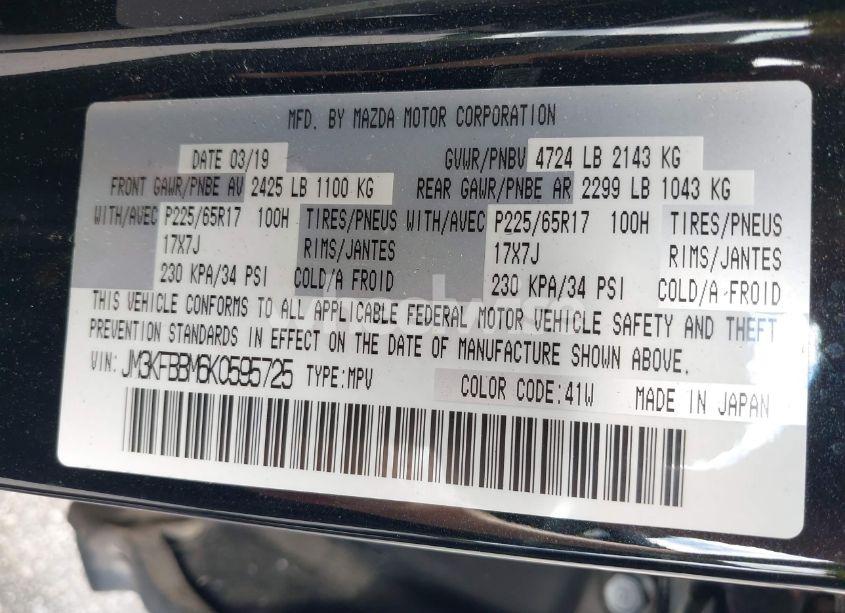 MFD. BY MAZDA MOTOR CORPORATION
DATE 03/19 GVWR/PNBV 4724 LB 2143 KG
FRONT GAWR/PNBE AV 2425 LB 1100 KG REAR GAWR/PNBE AR 2299 LB 1043 KG
WITH/AVEC P225/65R17 100H TIRES/PNEUS WITH/AVEC P225/65R17 100H TIRES/PNEUS
17X7J RIMS/JANTES 17X7J RIMS/JANTES
230 KPA/34 PSI COLD/A FROID 230 KPA/34 PSI COLD/A FROID
THIS VEHICLE CONFORMS TO ALL APPLICABLE FEDERAL MOTOR VEHICLE SAFETY AND THEFT
PREVENTION STANDARDS IN EFFECT ON THE DATE OF MANUFACTURE SHOWN ABOVE.
VIN: JM3KFBBM6K0595725 TYPE:MPV COLOR CODE:41W MADE IN JAPAN